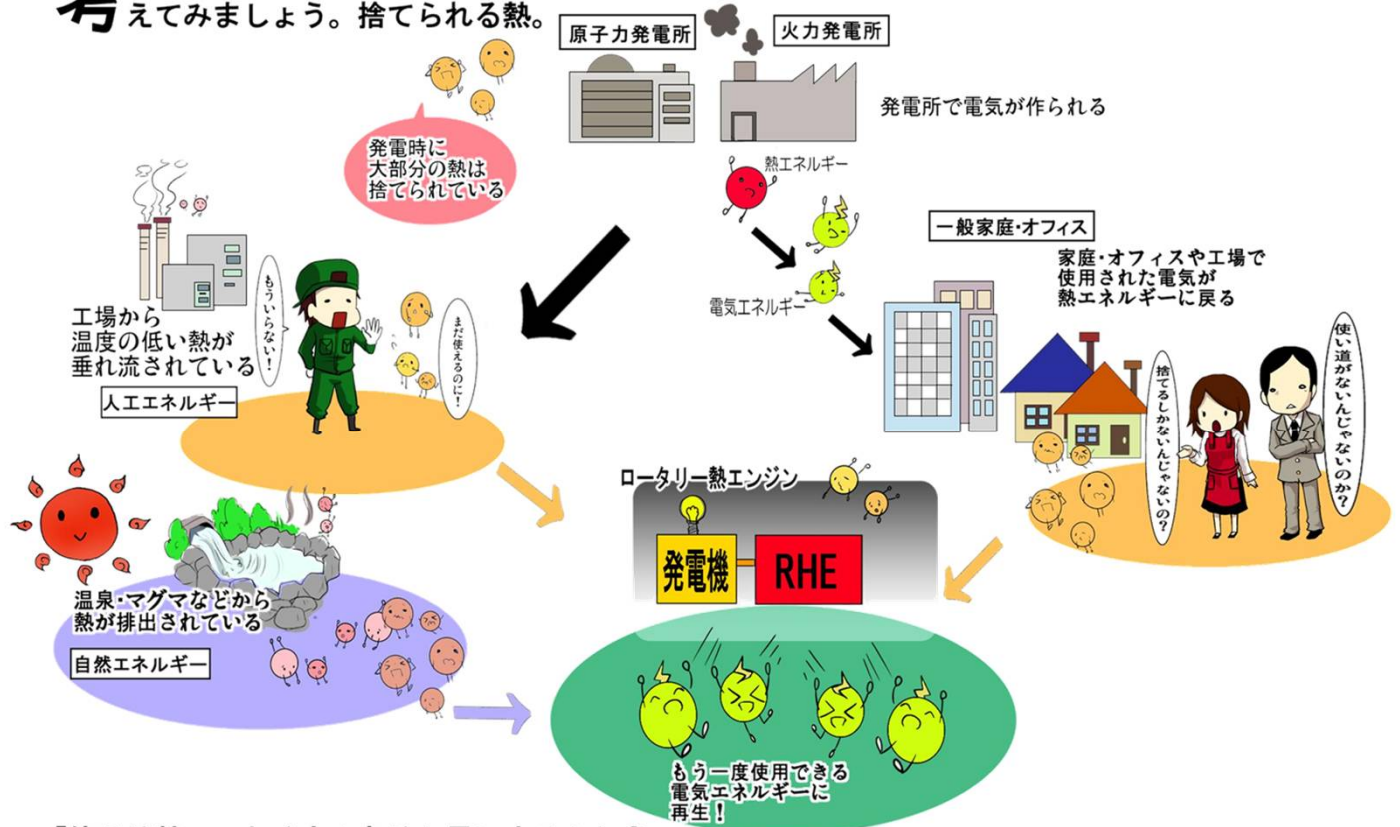 考えてみましょう。捨てられる熱。
原子力発電所
火力発電所
発電所で電気が作られる
発電時に
大部分の熱は
捨てられている
熱エネルギー
電気エネルギー
一般家庭・オフィス
家庭・オフィスや工場で
使用された電気が
熱エネルギーに戻る
工場から
温度の低い熱が
垂れ流されている
人工エネルギー
もういらない!
まだ使えるのに!
捨てるしかないんじゃないの?
使い道がないんじゃないのか?
ロータリー熱エンジン
発電機
RHE
温泉・マグマなどから
熱が排出されている
自然エネルギー
もう一度使用できる
電気エネルギーに
再生!